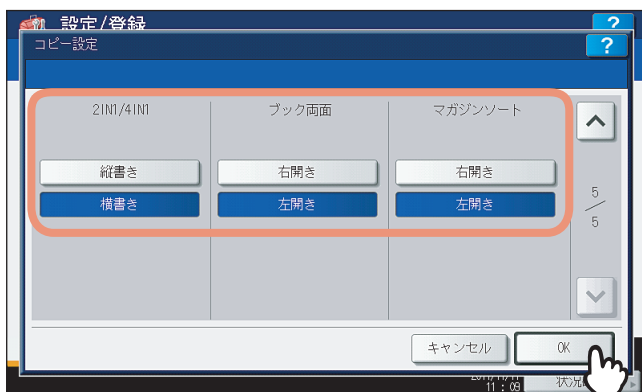 設定/登録
?
コピー設定
?
2IN1/4IN1 ブック両面 マガジンソート
縦書き 右開き 右開き
横書き 左開き 左開き
5
/
5
キャンセル OK
11:09 状況